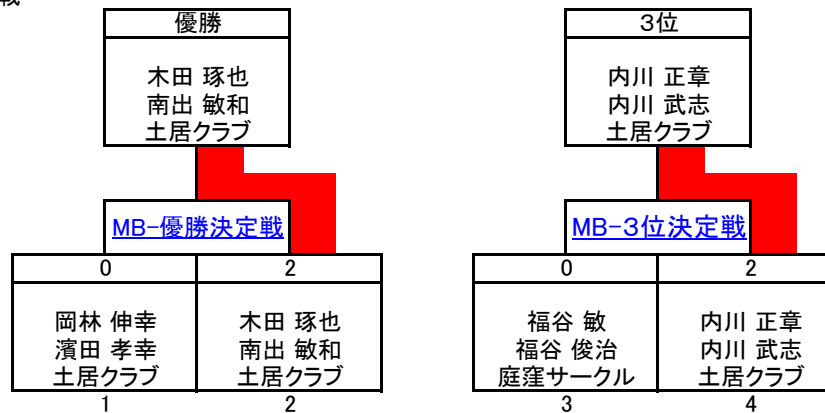 優勝
木田 琢也
南出 敏和
土居クラブ
MB-優勝決定戦
0 2
岡林 伸幸
濱田 孝幸
土居クラブ
木田 琢也
南出 敏和
土居クラブ
1 2
3位
内川 正章
内川 武志
土居クラブ
MB-3位決定戦
0 2
福谷 敏
福谷 俊治
庭窪サークル
内川 正章
内川 武志
土居クラブ
3 4